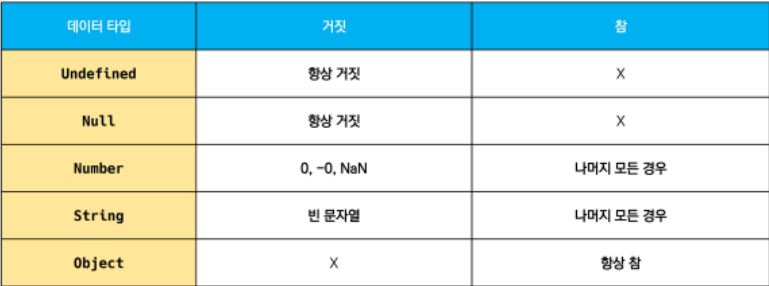 데이터 타입 거짓 참
Undefined 항상 거짓 X
Null 항상 거짓 X
Number 0, -0, NaN 나머지 모든 경우
String 빈 문자열 나머지 모든 경우
Object X 항상 참